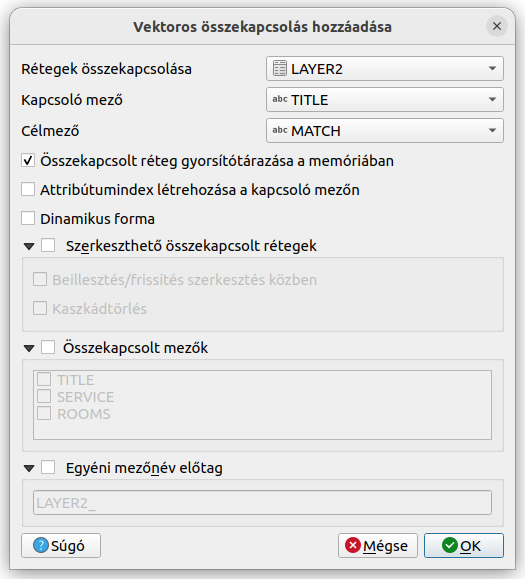 Vektoros összekapcsolás hozzáadása
Rétegek összekapcsolása LAYER2
Kapcsoló mező abc TITLE
Célmező abc MATCH
Összekapcsolt réteg gyorsítótárazása a memóriában
Attribútumindex létrehozása a kapcsoló mezőn
Dinamikus forma
Szerkeszthető összekapcsolt rétegek
Beillesztés/frissítés szerkesztés közben
Kaszkádtörlés
Összekapcsolt mezők
TITLE
SERVICE
ROOMS
Egyéni mezőnév előtag
LAYER2_
Súgó Mégse OK